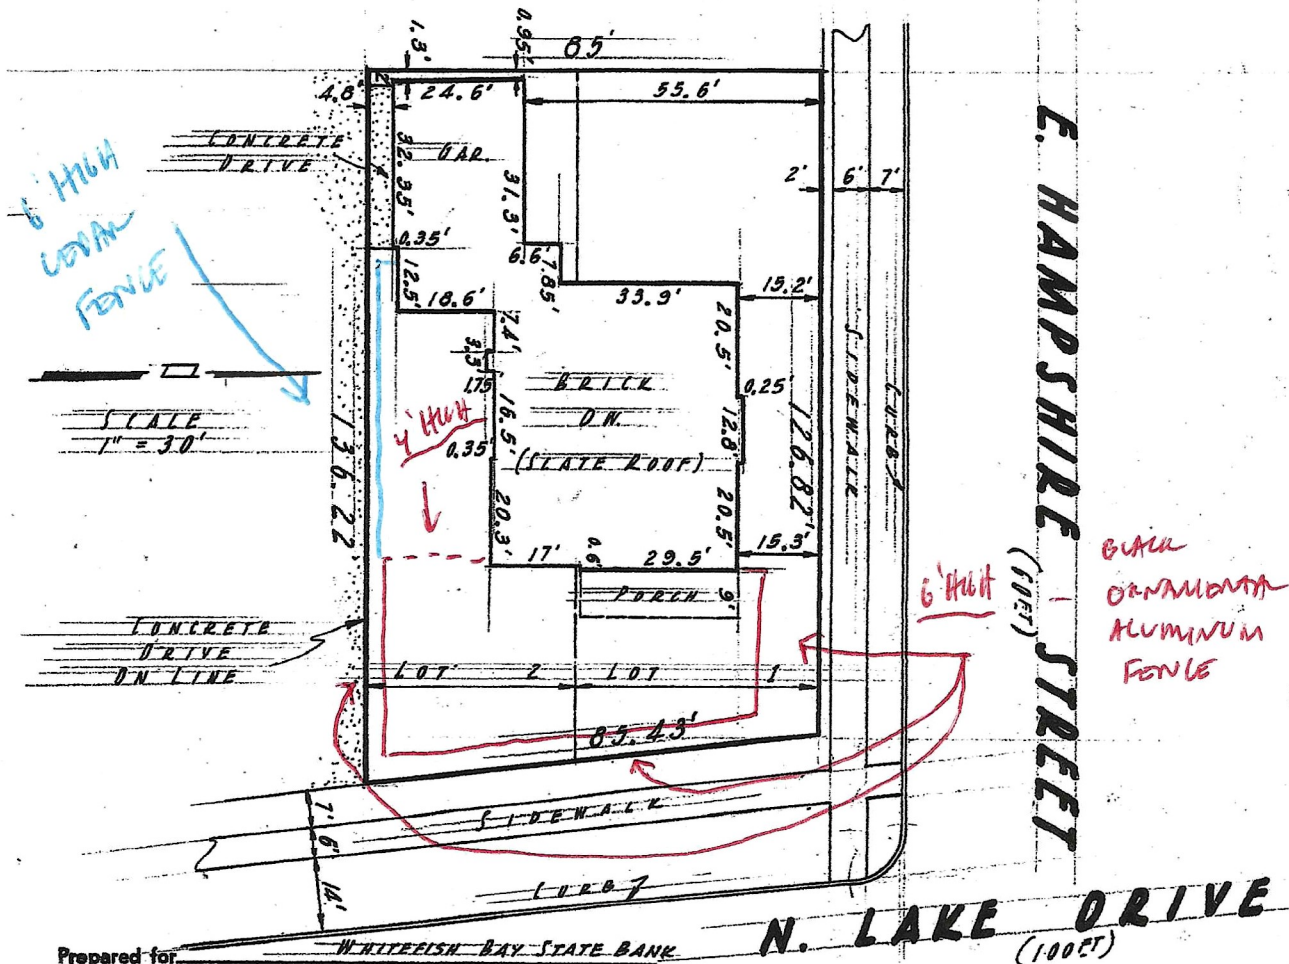 1.3'
0.95'
85'
4.8'
2'
24.6'
55.6'
CONCRETE
DRIVE
32.35'
GAR.
31.3'
2'
6'
7'
6' HIGH
CEDAR
FENCE
0.35'
6.6'
7.85'
12.5'
18.6'
33.9'
15.2'
7.4'
3.5'
1.75'
20.5'
SCALE
1" = 30'
136.22'
4' HIGH
0.35'
16.5'
BRICK
DW.
(SLATE ROOF)
0.25'
12.8'
126.82'
SIDEWALK
CURB
E. HAMPSHIRE STREET
(60FT)
20.3'
20.5'
17'
0.6'
29.5'
15.3'
PORCH
9'
6' HIGH -
BLACK
ORNAMENTAL
ALUMINUM
FENCE
CONCRETE
DRIVE
ON LINE
LOT 2
LOT 1
85.43'
7'
6'
14'
SIDEWALK
CURB
N. LAKE DRIVE
(100FT)
Prepared for WHITEFISH BAY STATE BANK